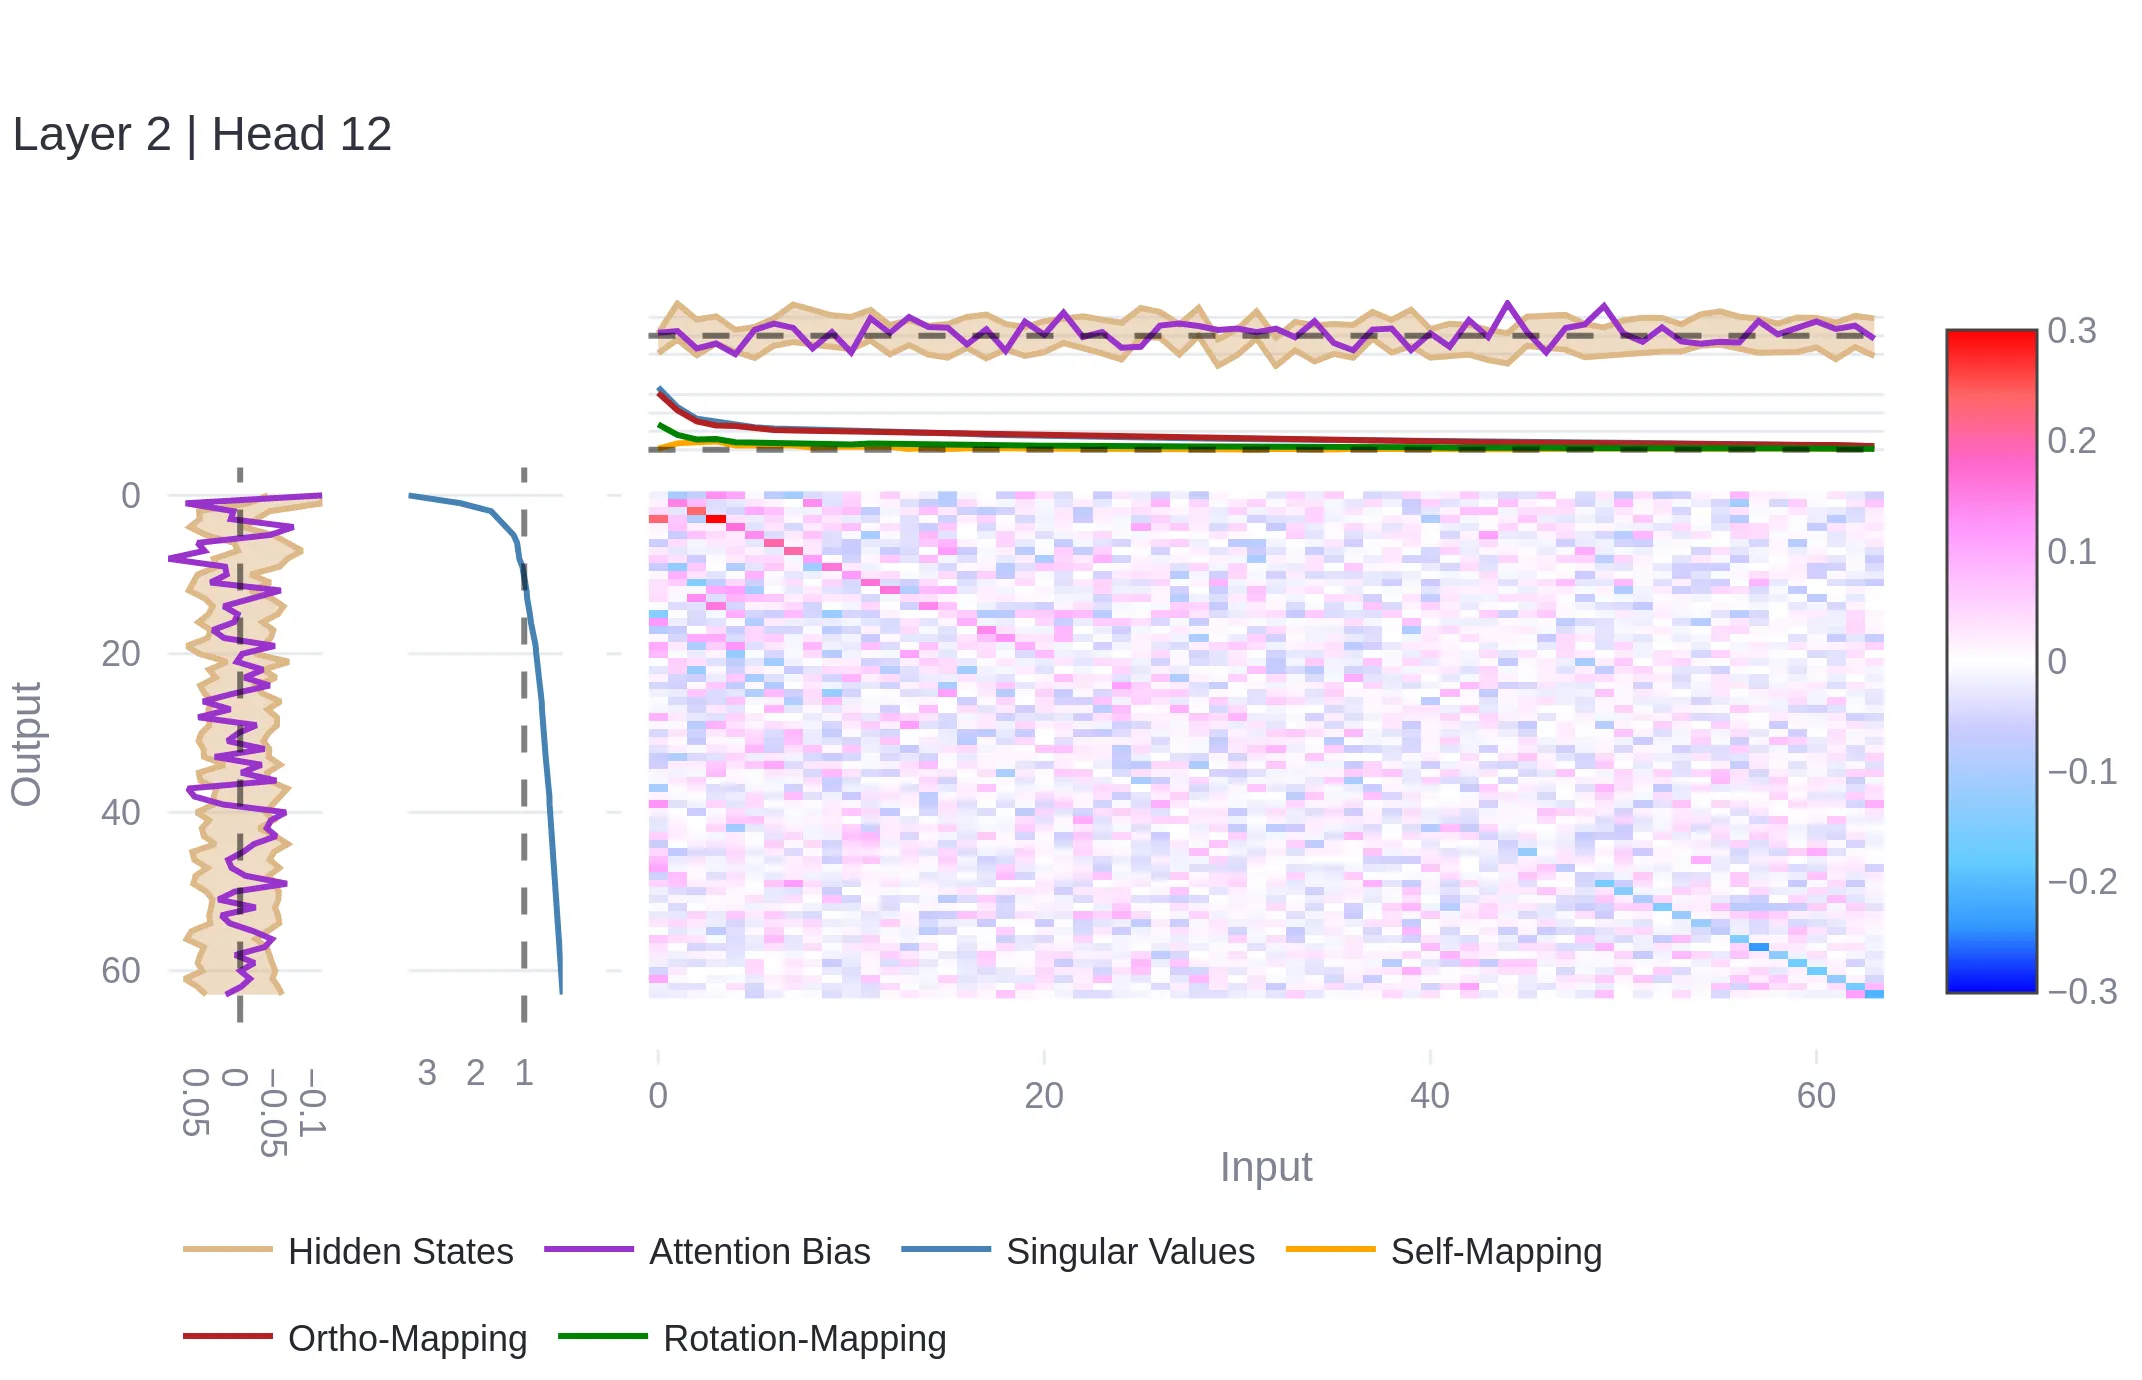 Layer 2 | Head 12
0.3
0.2
0.1
0
−0.1
−0.2
−0.3
0
20
40
60
Output
0.05
0
−0.05
−0.1
3 2 1
0 20 40 60
Input
Hidden States Attention Bias Singular Values Self-Mapping
Ortho-Mapping Rotation-Mapping